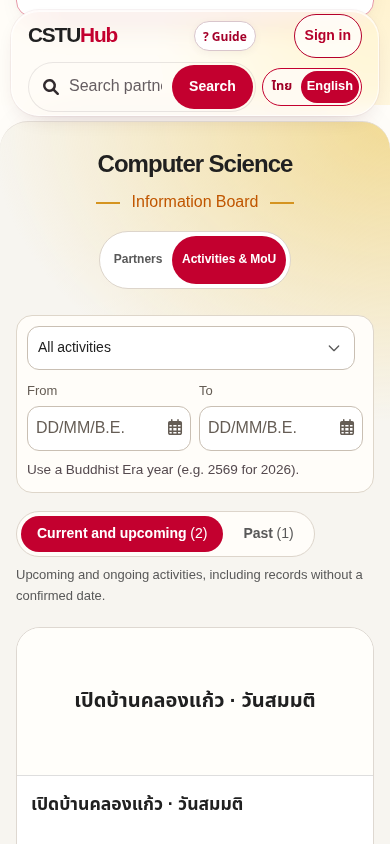 CSTUHub
? Guide
Sign in
Search
ไทย
English
Computer Science
Information Board
Partners
Activities & MoU
All activities
From
To
DD/MM/B.E.
DD/MM/B.E.
Use a Buddhist Era year (e.g. 2569 for 2026).
Current and upcoming (2)
Past (1)
Upcoming and ongoing activities, including records without a
confirmed date.
เปิดบ้านคลองแก้ว · วันสมมติ
เปิดบ้านคลองแก้ว · วันสมมติ